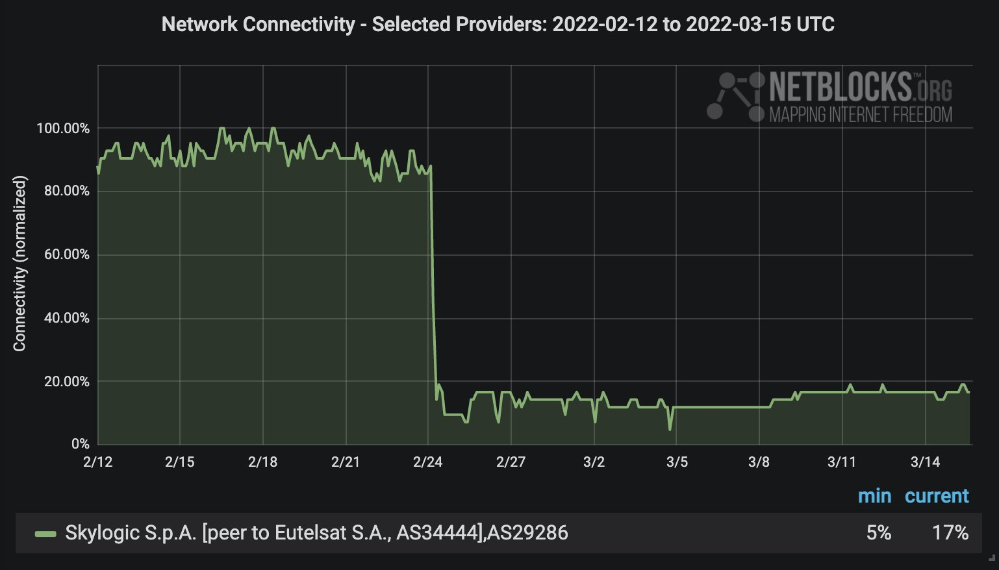 Network Connectivity - Selected Providers: 2022-02-12 to 2022-03-15 UTC
NETBLOCKS.ORG™
MAPPING INTERNET FREEDOM
Connectivity (normalized)
100.00%
80.00%
60.00%
40.00%
20.00%
0%
2/12 2/15 2/18 2/21 2/24 2/27 3/2 3/5 3/8 3/11 3/14
min current
Skylogic S.p.A. [peer to Eutelsat S.A., AS34444],AS29286 5% 17%